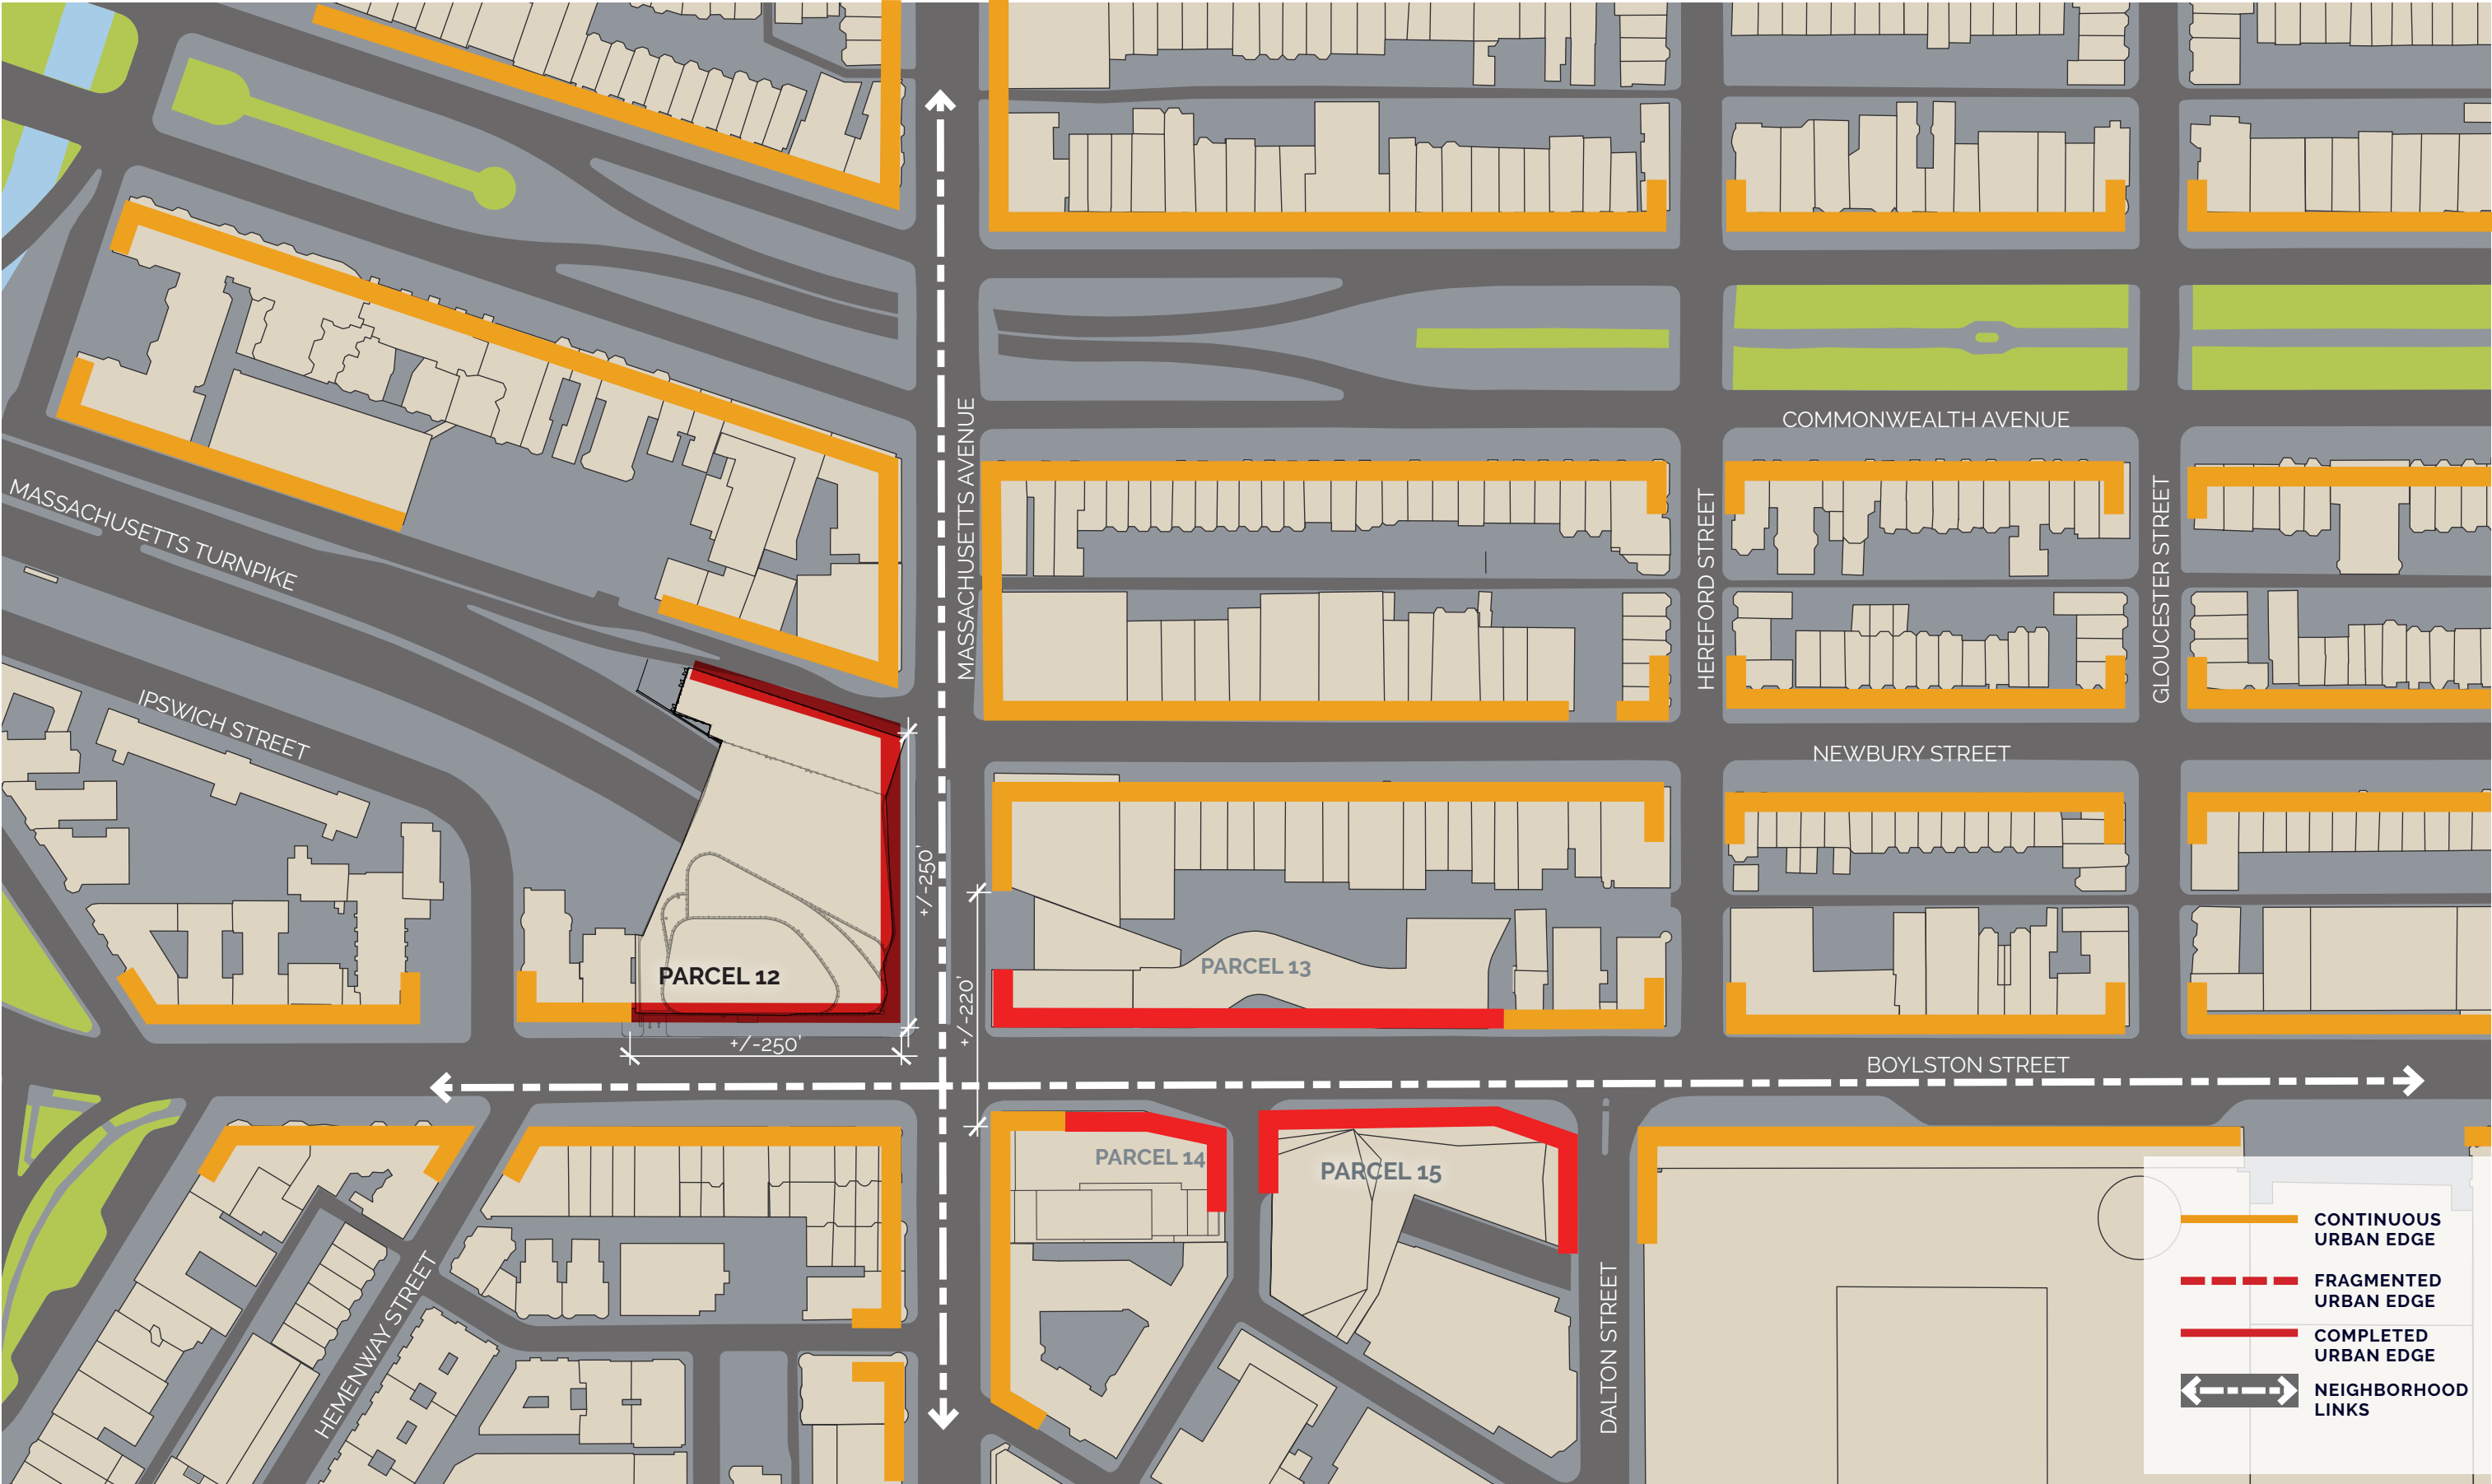 COMMONWEALTH AVENUE
MASSACHUSETTS AVENUE
HEREFORD STREET
GLOUCESTER STREET
MASSACHUSETTS TURNPIKE
IPSWICH STREET
NEWBURY STREET
+/-250'
+/-220'
PARCEL 12
PARCEL 13
+/-250'
BOYLSTON STREET
PARCEL 14
PARCEL 15
HEMENWAY STREET
DALTON STREET
CONTINUOUS
URBAN EDGE
FRAGMENTED
URBAN EDGE
COMPLETED
URBAN EDGE
NEIGHBORHOOD
LINKS